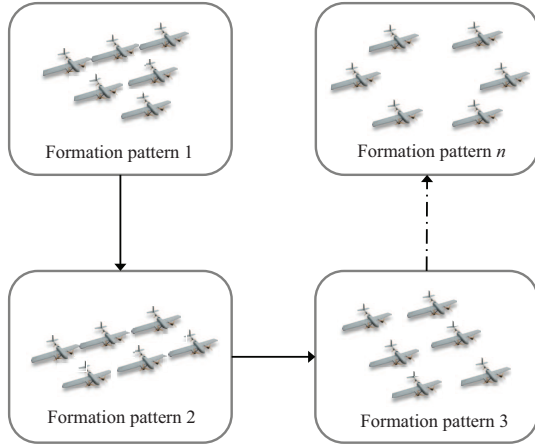 Formation pattern 1
Formation pattern n
Formation pattern 2
Formation pattern 3